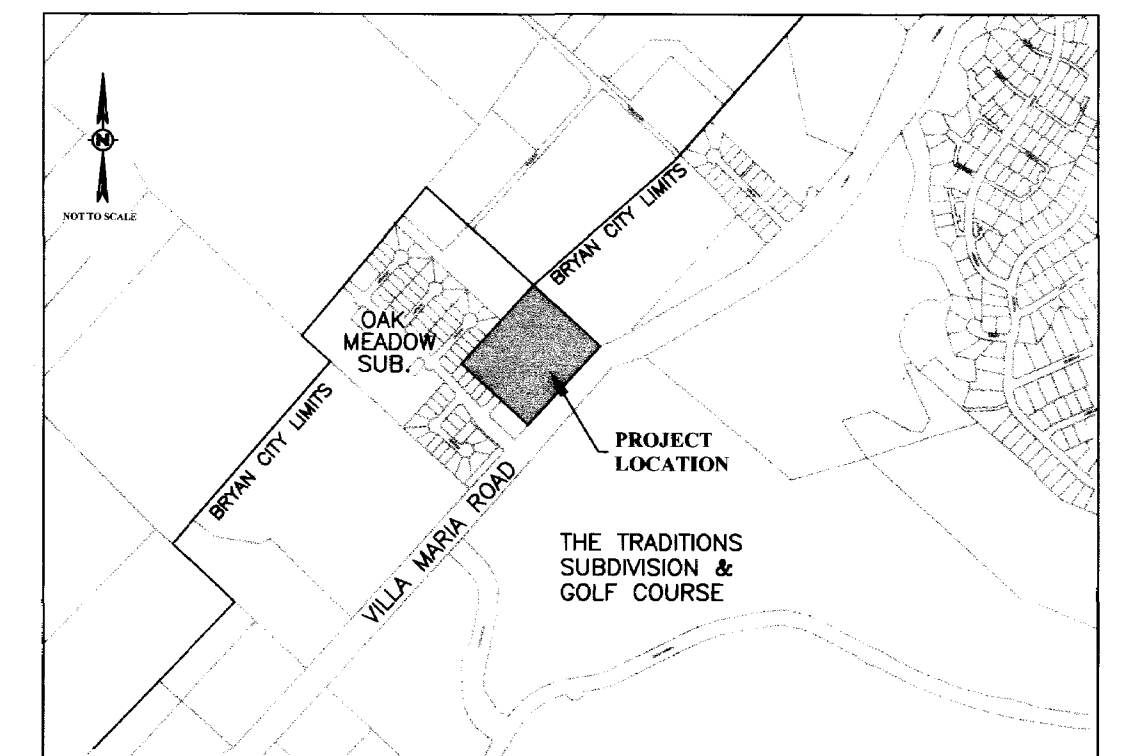 N
NOT TO SCALE
BRYAN CITY LIMITS
OAK
MEADOW
SUB.
BRYAN CITY LIMITS
PROJECT
LOCATION
VILLA MARIA ROAD
THE TRADITIONS
SUBDIVISION &
GOLF COURSE